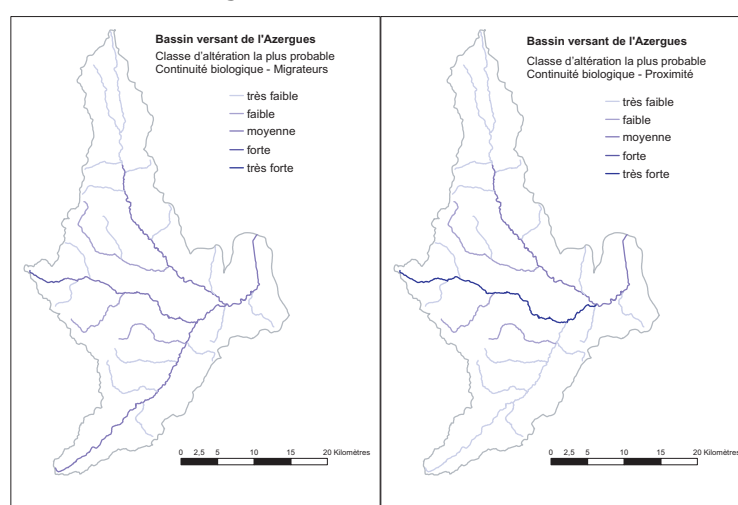 Bassin versant de l'Azergues
Classe d'altération la plus probable
Continuité biologique - Migrateurs
très faible
faible
moyenne
forte
très forte
0 2,5 5 10 15 20 Kilomètres
Bassin versant de l'Azergues
Classe d'altération la plus probable
Continuité biologique - Proximité
très faible
faible
moyenne
forte
très forte
0 2,5 5 10 15 20 Kilomètres